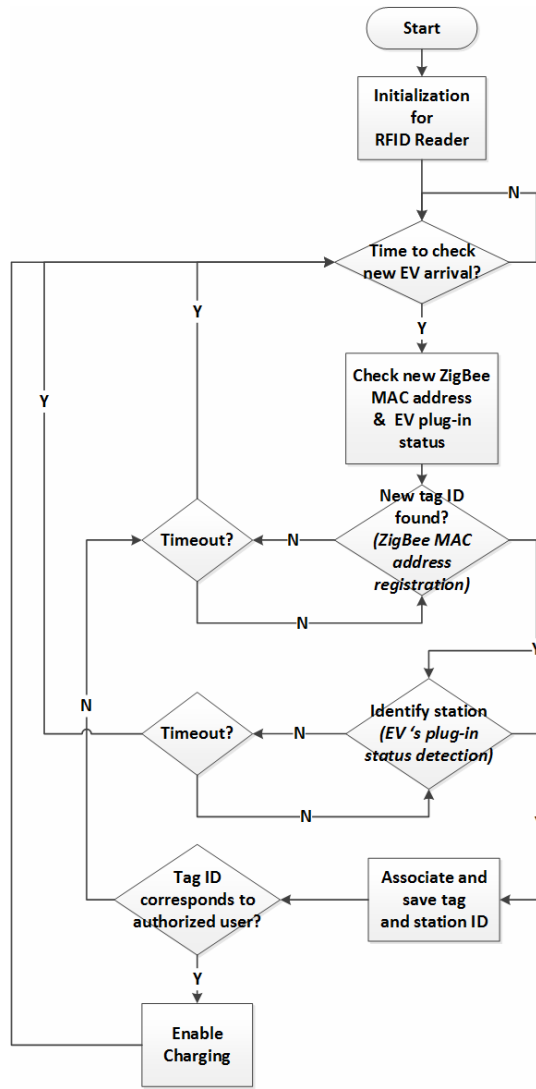 Start
Initialization
for
RFID Reader
N
Time to check
new EV arrival?
Y
Y
Y
Check new ZigBee
MAC address
& EV plug-in
status
New tag ID
found?
(ZigBee MAC
address
registration)
N
Timeout?
N
Y
N
Identify station
(EV 's plug-in
status detection)
N
Timeout?
N
Tag ID
corresponds to
authorized user?
Associate and
save tag
and station ID
Y
Enable
Charging